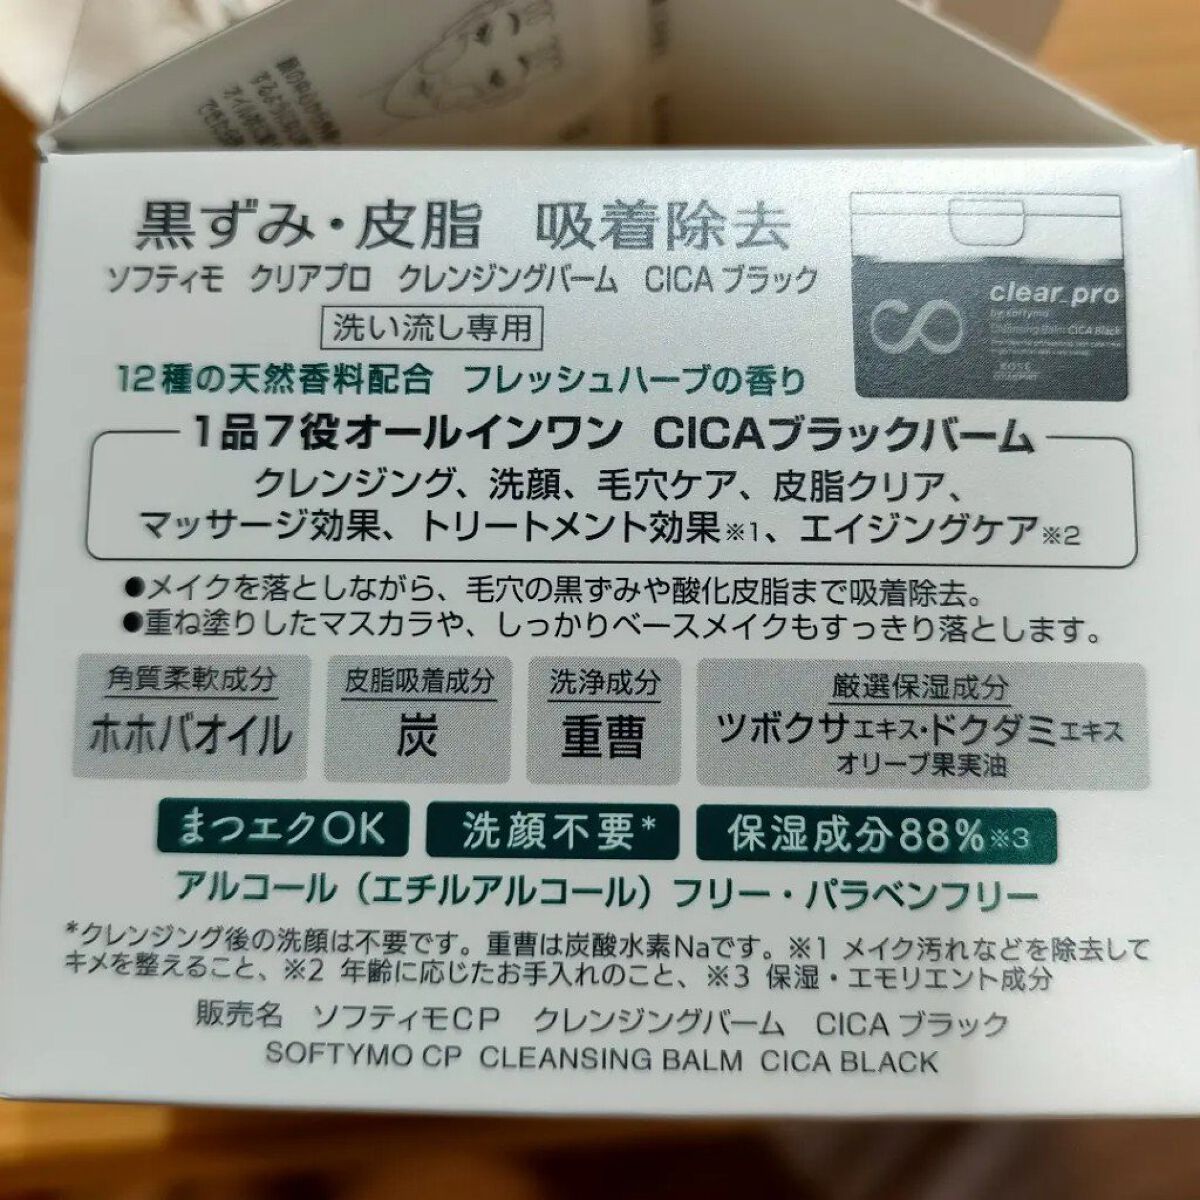 黒ずみ・皮脂 吸着除去
ソフティモ クリアプロ クレンジングバーム CICA ブラック
洗い流し専用
12種の天然香料配合 フレッシュハーブの香り
clear pro
by softymo
Cleansing Balm CICA Black
KOSÉ
1品7役オールインワン CICAブラックバーム
クレンジング、洗顔、毛穴ケア、皮脂クリア、
マッサージ効果、トリートメント効果※1、エイジングケア※2
●メイクを落としながら、毛穴の黒ずみや酸化皮脂まで吸着除去。
●重ね塗りしたマスカラや、しっかりベースメイクもすっきり落とします。
角質柔軟成分
ホホバオイル
皮脂吸着成分
炭
洗浄成分
重曹
厳選保湿成分
ツボクサエキス・ドクダミエキス
オリーブ果実油
まつエクOK
洗顔不要*
保湿成分88%※3
アルコール（エチルアルコール）フリー・パラベンフリー
*クレンジング後の洗顔は不要です。重曹は炭酸水素Naです。※1 メイク汚れなどを除去して
キメを整えること、※2 年齢に応じたお手入れのこと、※3 保湿・エモリエント成分
販売名 ソフティモCP クレンジングバーム CICA ブラック
SOFTYMO CP CLEANSING BALM CICA BLACK